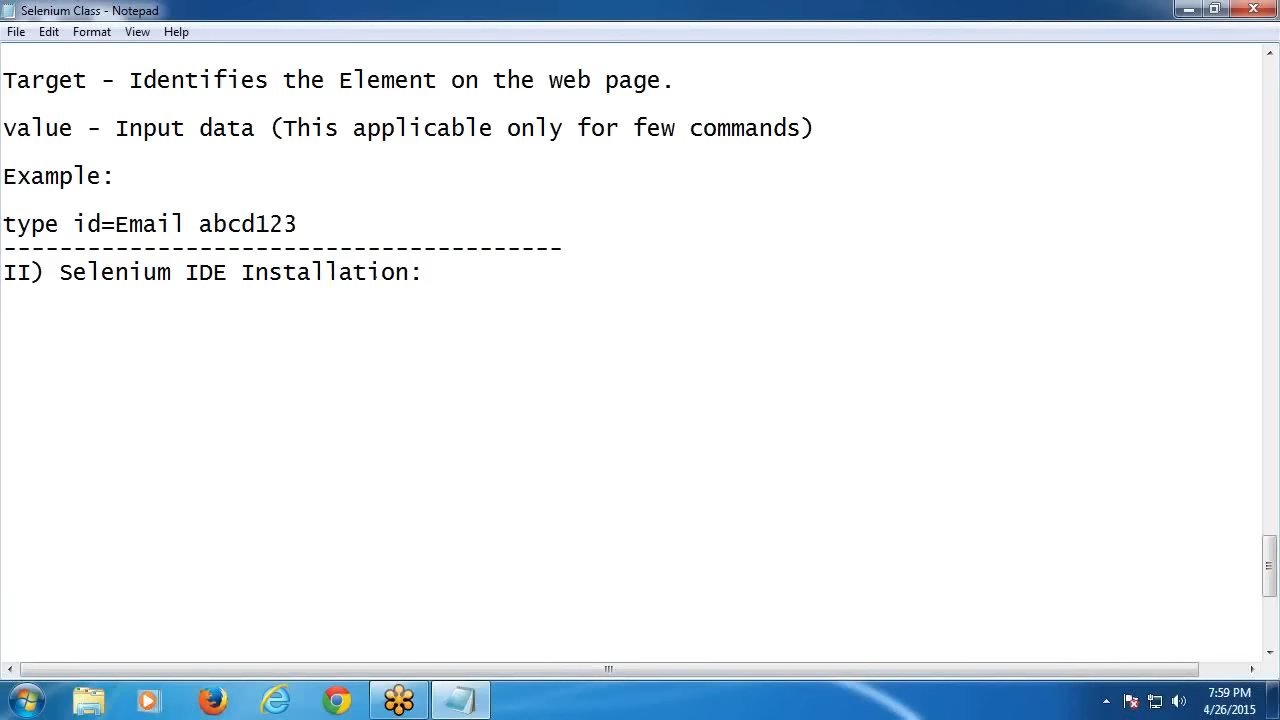 Selenium Class - Notepad
File Edit Format View Help
Target - Identifies the Element on the web page.
value - Input data (This applicable only for few commands)
Example:
type id=Email abcd123
----------------------------------------
II) Selenium IDE Installation:
7:59 PM
4/26/2015